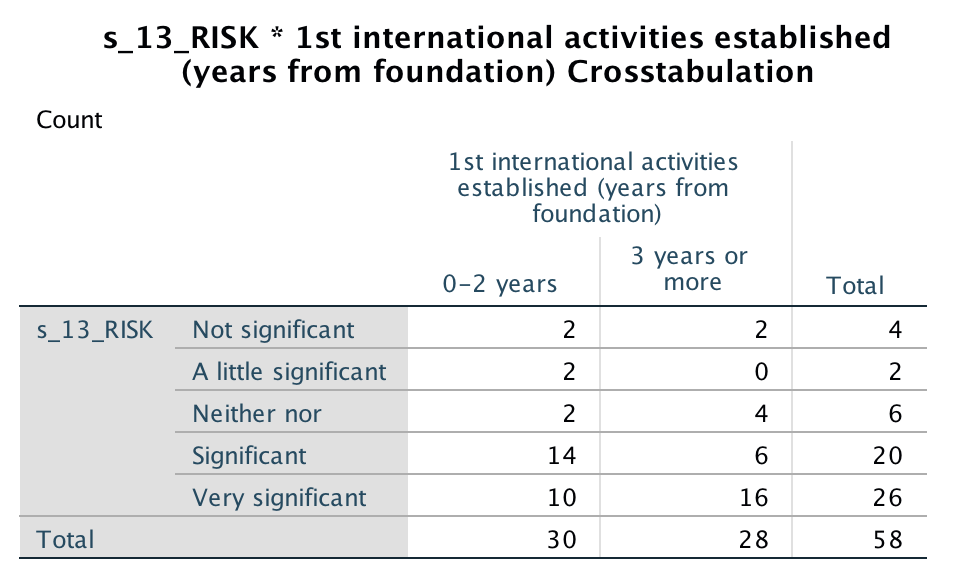 s_13_RISK * 1st international activities established
(years from foundation) Crosstabulation
Count
1st international activities
established (years from
foundation)
0-2 years
3 years or
more
Total
s_13_RISK Not significant 2 2 4
A little significant 2 0 2
Neither nor 2 4 6
Significant 14 6 20
Very significant 10 16 26
Total 30 28 58